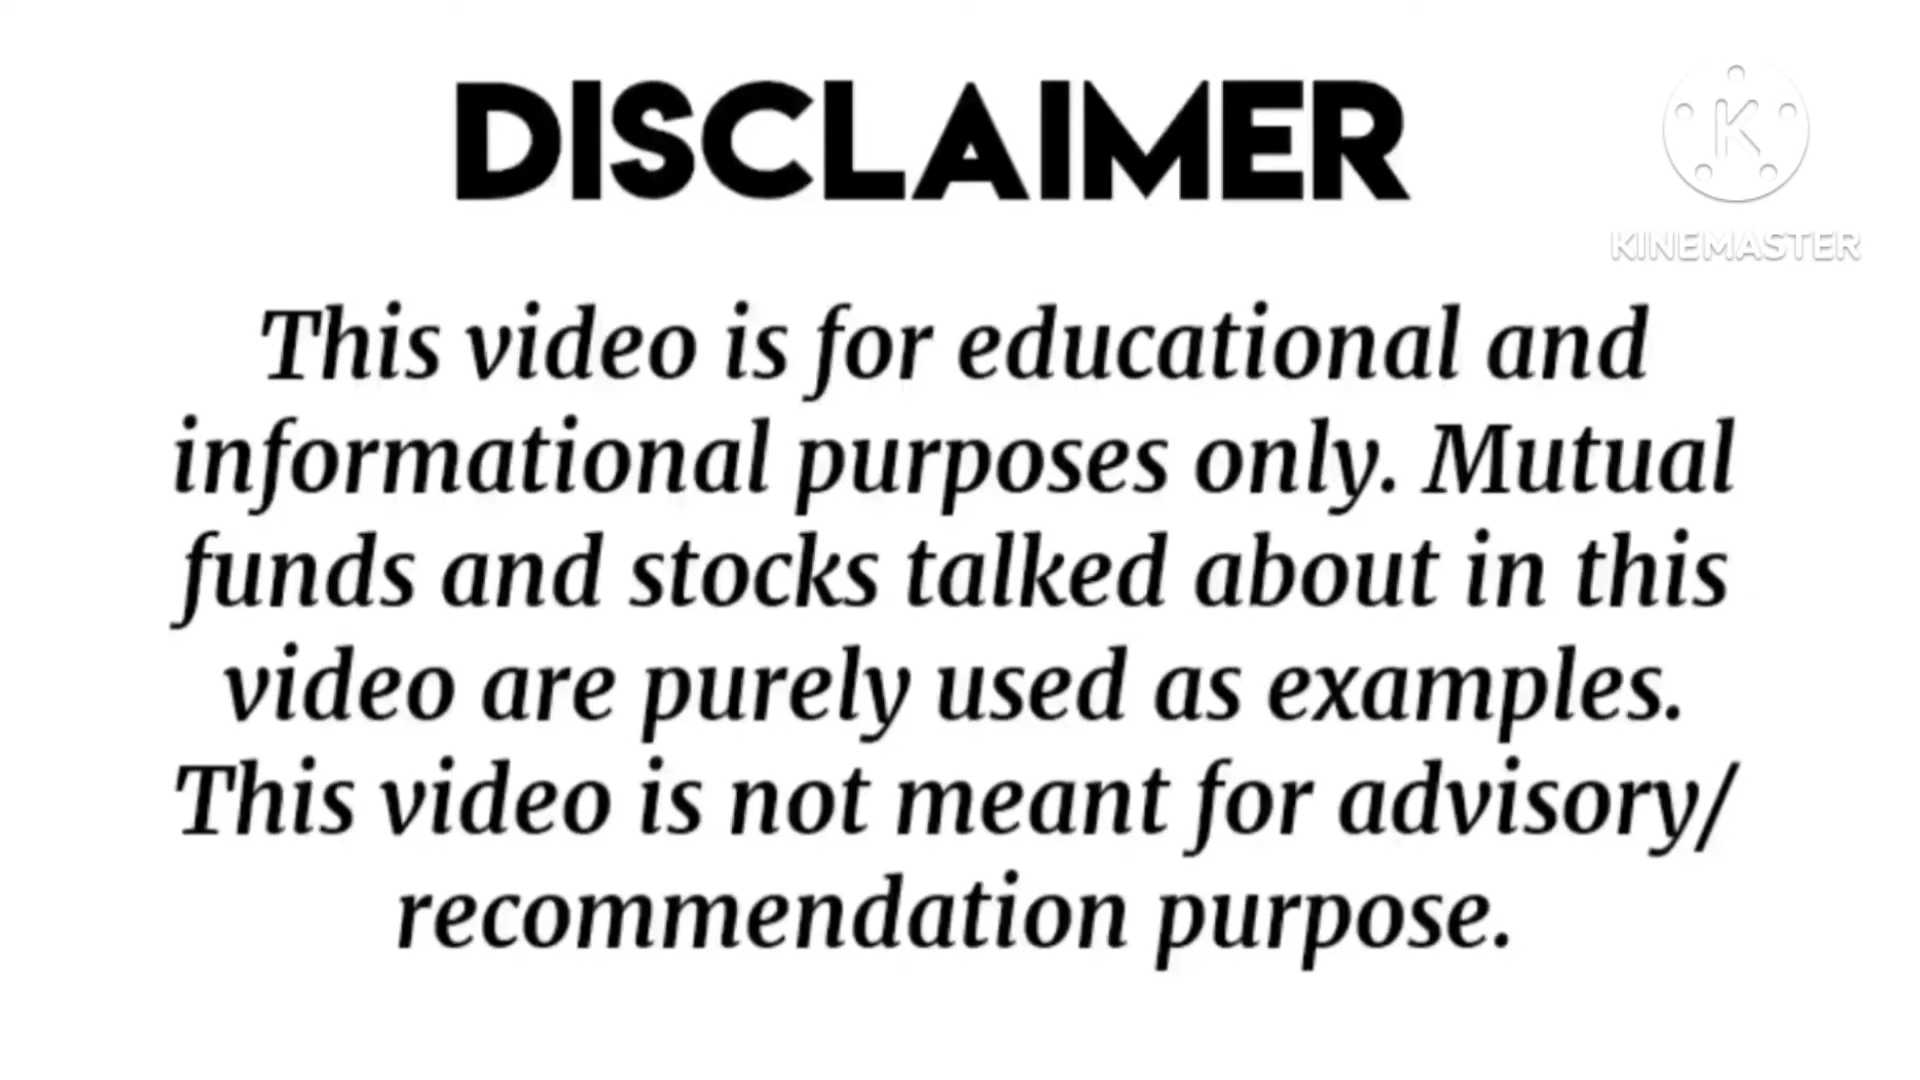 DISCLAIMER
K
KINEMASTER
This video is for educational and
informational purposes only. Mutual
funds and stocks talked about in this
video are purely used as examples.
This video is not meant for advisory/
recommendation purpose.